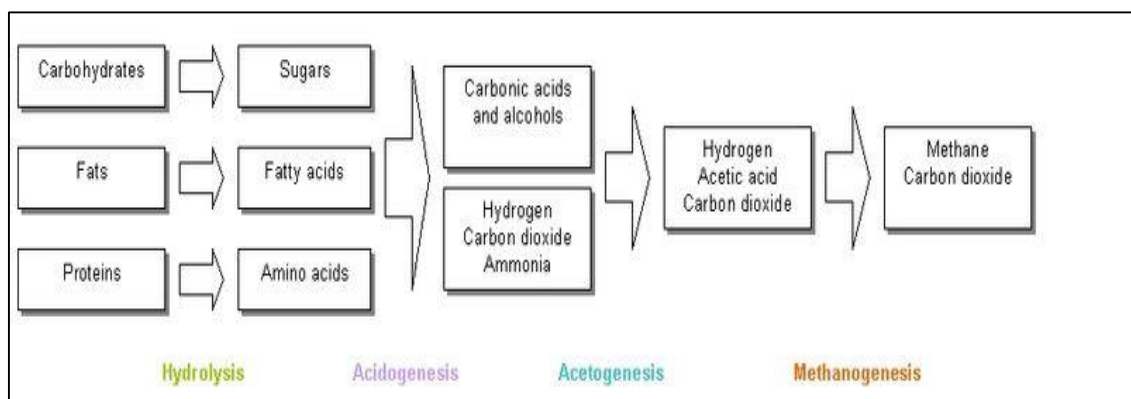 Carbohydrates
Sugars
Fats
Fatty acids
Proteins
Amino acids
Carbonic acids
and alcohols
Hydrogen
Carbon dioxide
Ammonia
Hydrogen
Acetic acid
Carbon dioxide
Methane
Carbon dioxide
Hydrolysis
Acidogenesis
Acetogenesis
Methanogenesis